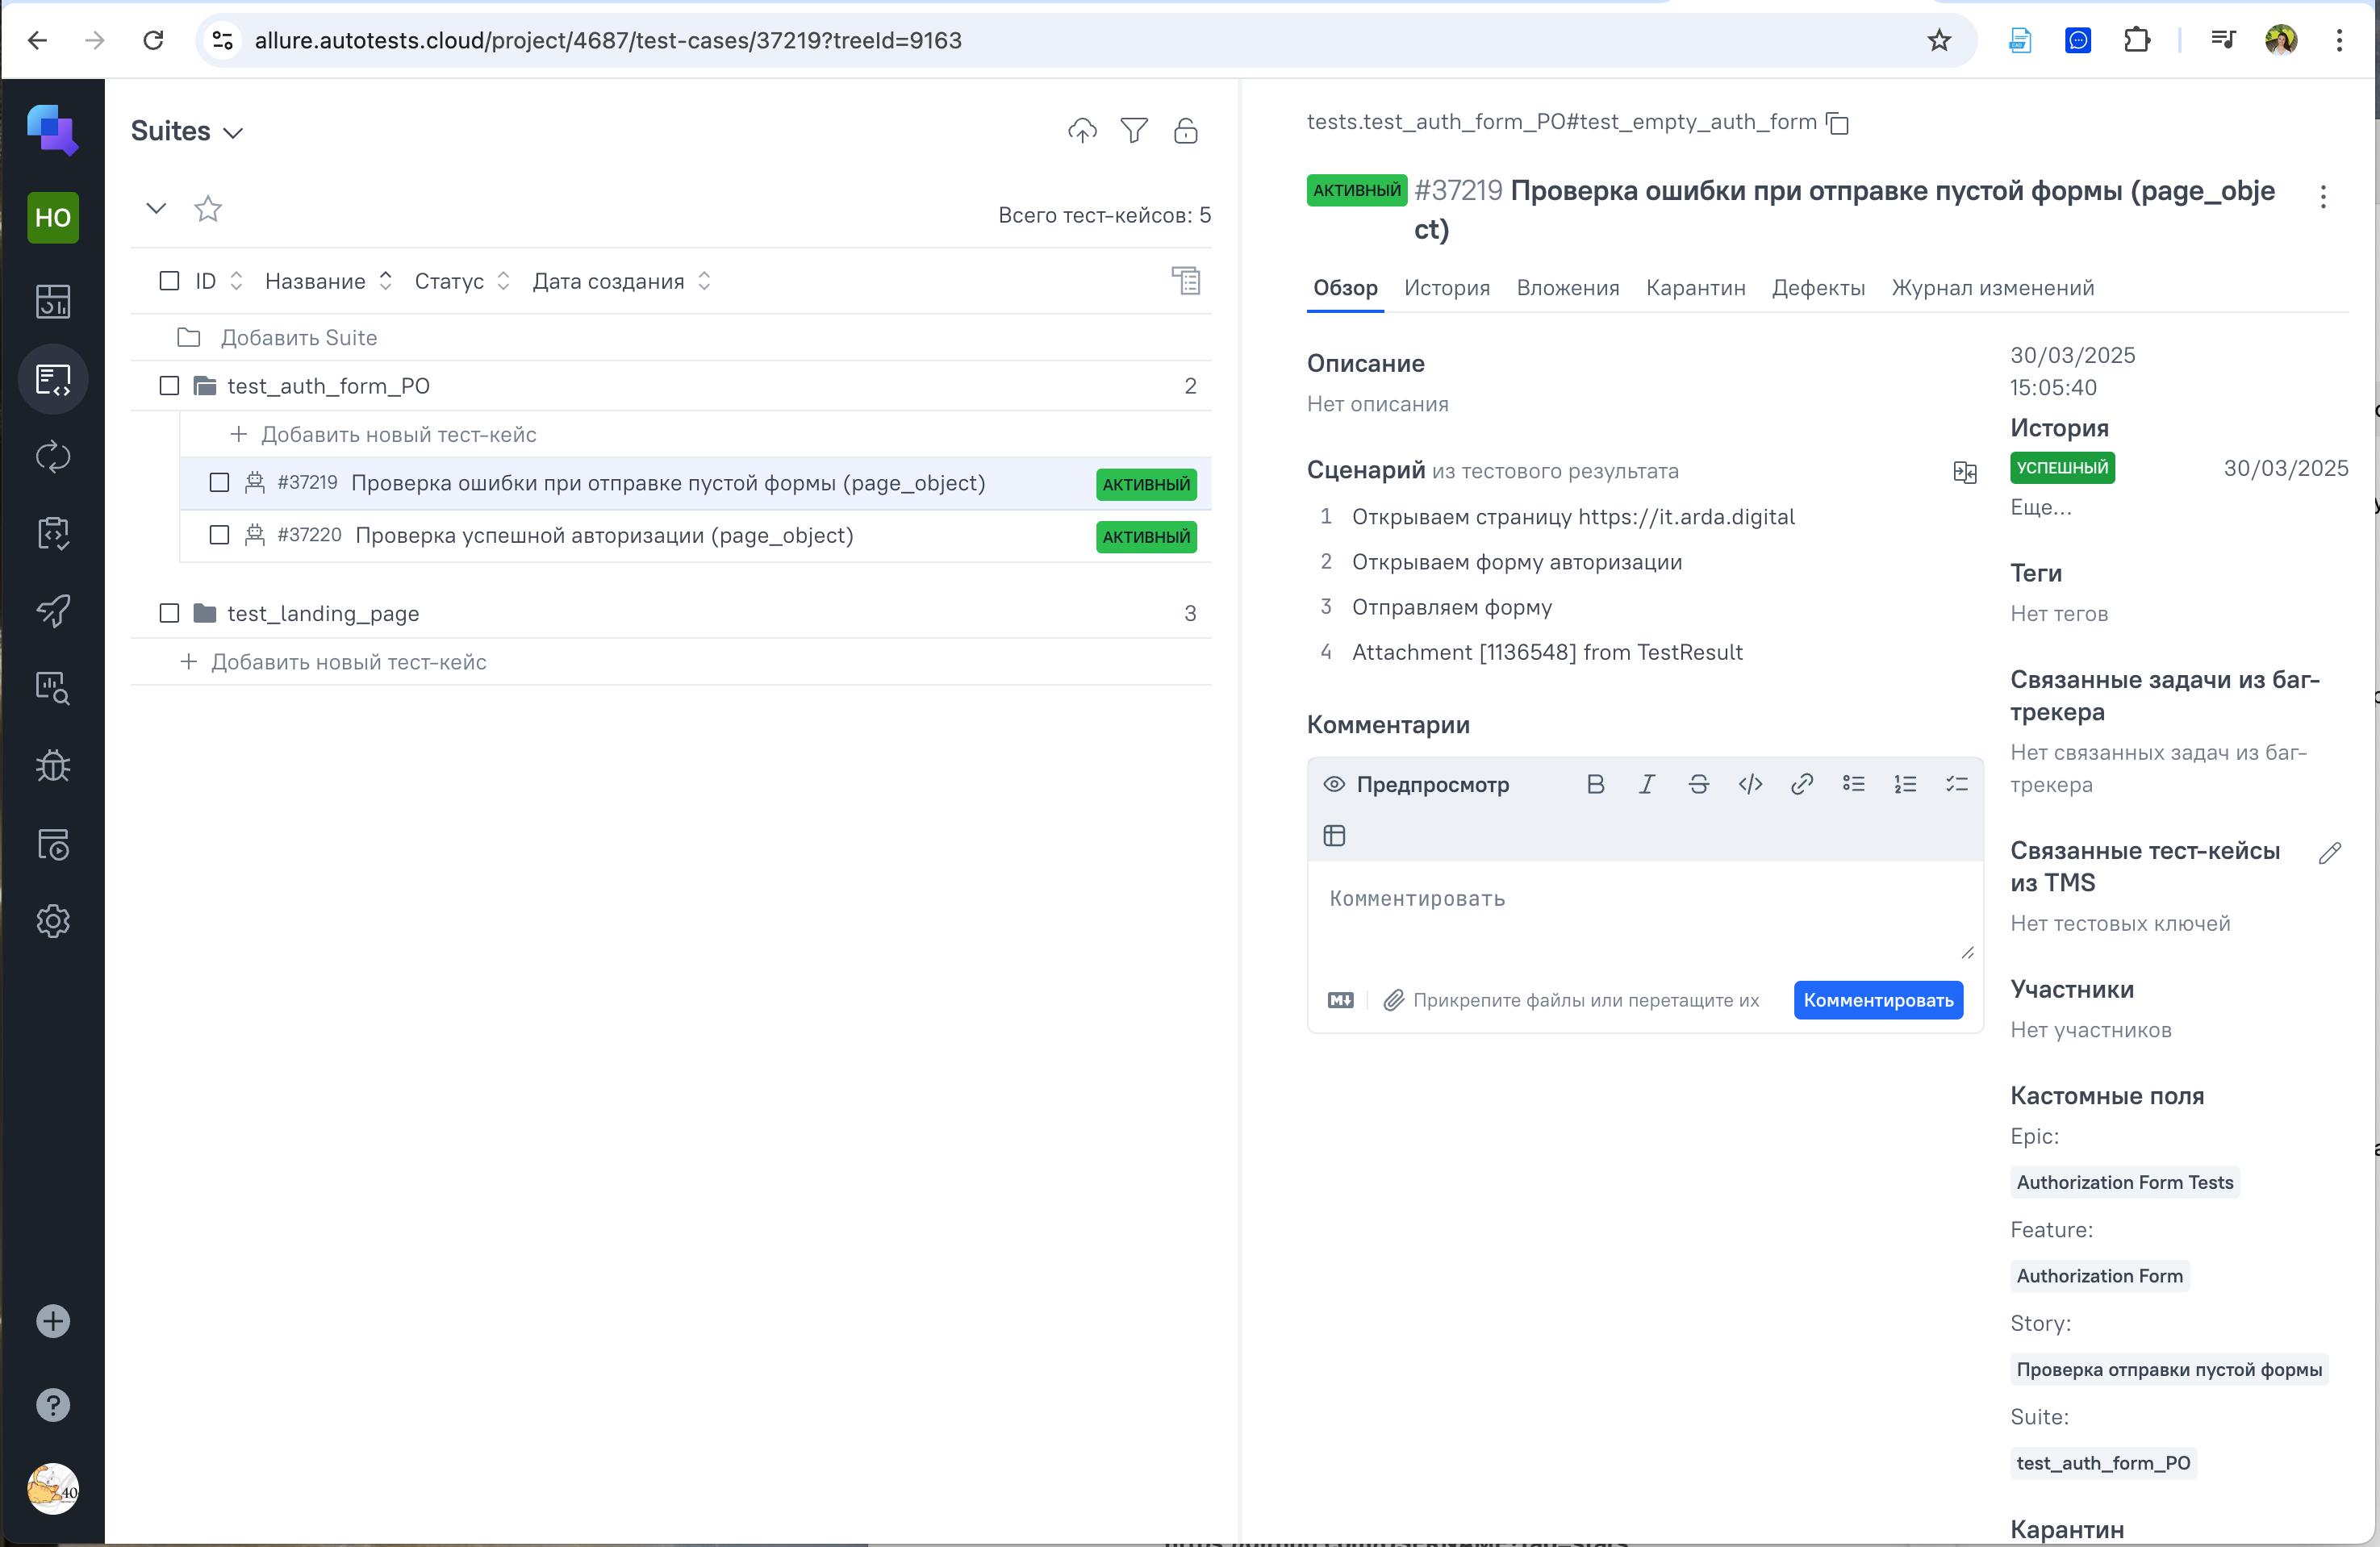 allure.autotests.cloud/project/4687/test-cases/37219?treeId=9163
НО
Suites
Всего тест-кейсов: 5
ID Название Статус Дата создания
Добавить Suite
test_auth_form_PO 2
Добавить новый тест-кейс
#37219 Проверка ошибки при отправке пустой формы (page_object) АКТИВНЫЙ
#37220 Проверка успешной авторизации (page_object) АКТИВНЫЙ
test_landing_page 3
Добавить новый тест-кейс
tests.test_auth_form_PO#test_empty_auth_form
АКТИВНЫЙ #37219 Проверка ошибки при отправке пустой формы (page_obje
ct)
Обзор История Вложения Карантин Дефекты Журнал изменений
Описание
Нет описания
Сценарий из тестового результата
1 Открываем страницу https://it.arda.digital
2 Открываем форму авторизации
3 Отправляем форму
4 Attachment [1136548] from TestResult
Комментарии
Предпросмотр
Комментировать
Прикрепите файлы или перетащите их
Комментировать
30/03/2025
15:05:40
История
УСПЕШНЫЙ 30/03/2025
Еще...
Теги
Нет тегов
Связанные задачи из баг-
трекера
Нет связанных задач из баг-
трекера
Связанные тест-кейсы
из TMS
Нет тестовых ключей
Участники
Нет участников
Кастомные поля
Epic:
Authorization Form Tests
Feature:
Authorization Form
Story:
Проверка отправки пустой формы
Suite:
test_auth_form_PO
Карантин
40